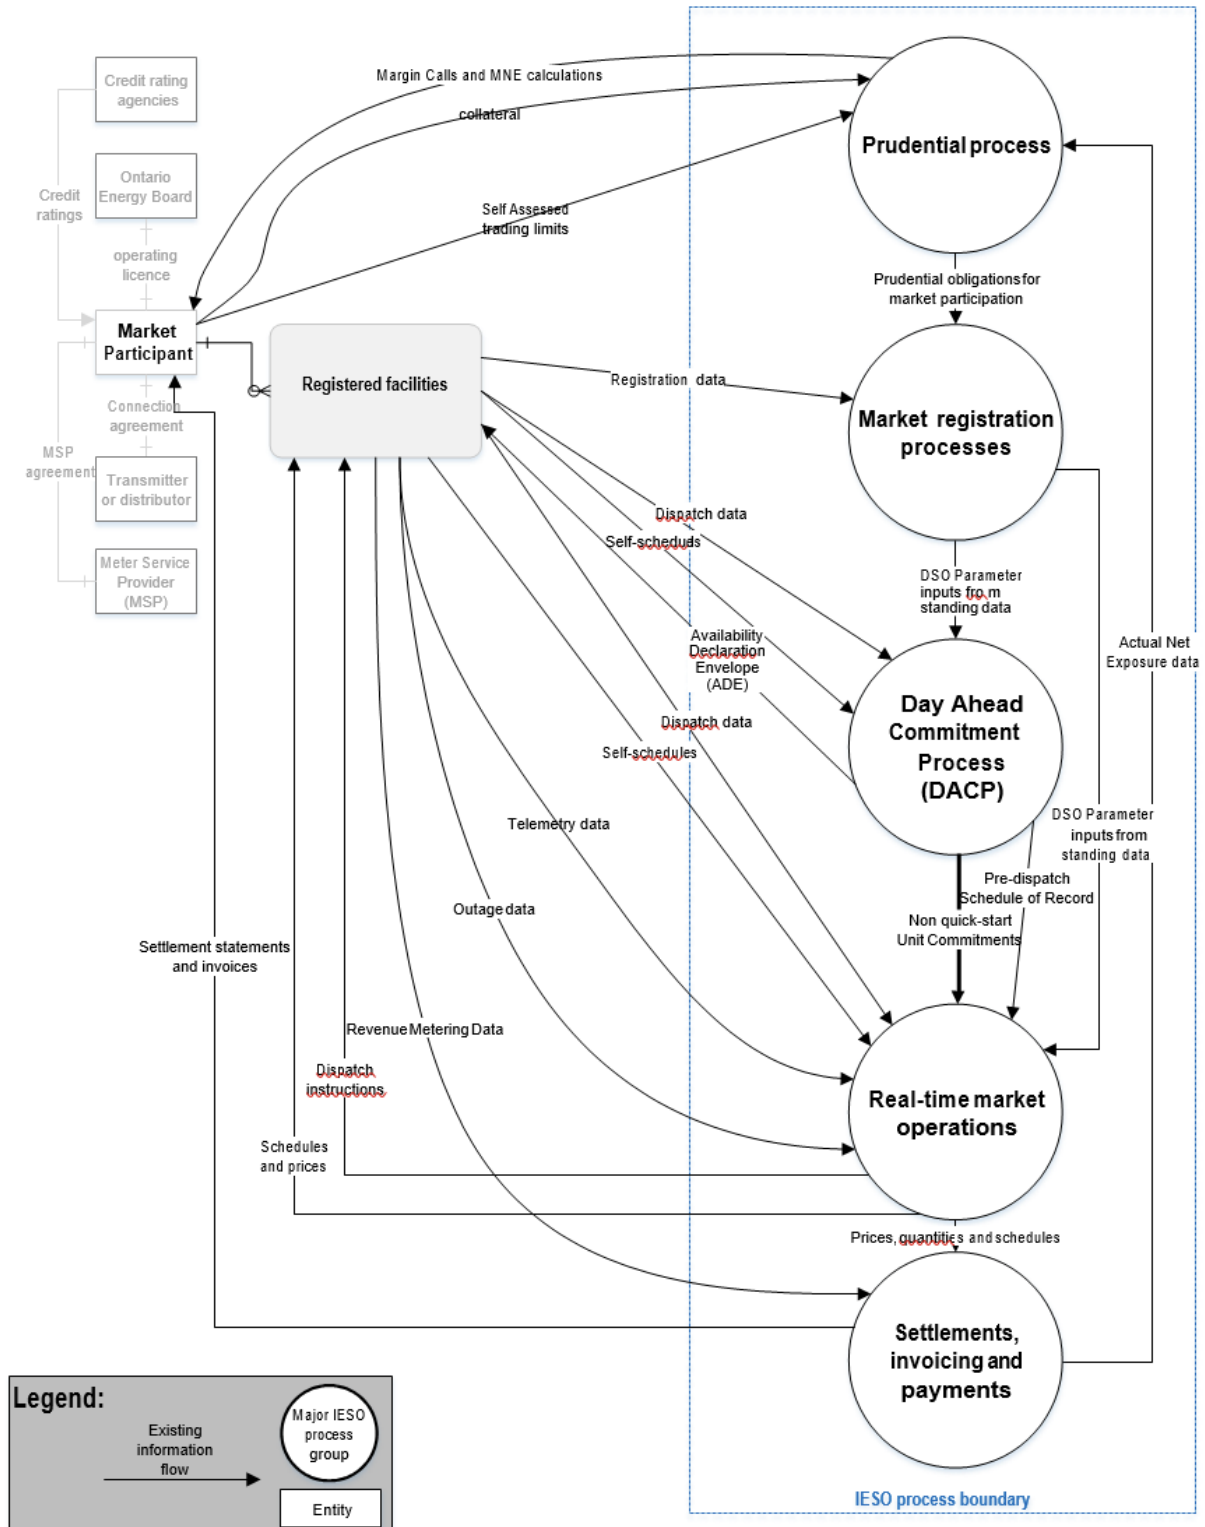 Margin Calls and MNE calculations
collateral
Self Assessed
trading limits
Credit rating
agencies
Ontario
Energy Board
Credit
ratings
operating
licence
Market
Participant
Connection
agreement
MSP
agreement
Transmitter
or distributor
Meter Service
Provider
(MSP)
Registered facilities
Prudential process
Prudential obligations for
market participation
Registration data
Market registration
processes
Dispatch data
Self-scheduls
DSO Parameter
inputs from
standing data
Availability
Declaration
Envelope
(ADE)
Actual Net
Exposure data
Day Ahead
Commitment
Process
(DACP)
Dispatch data
Self-schedules
Telemetry data
DSO Parameter
inputs from
standing data
Pre-dispatch
Schedule of Record
Outage data
Non quick-start
Unit Commitments
Settlement statements
and invoices
Revenue Metering Data
Dispatch
instructions
Real-time market
operations
Schedules
and prices
Prices, quantities and schedules
Settlements,
invoicing and
payments
Legend:
Existing
information
flow
Major IESO
process
group
Entity
IESO process boundary